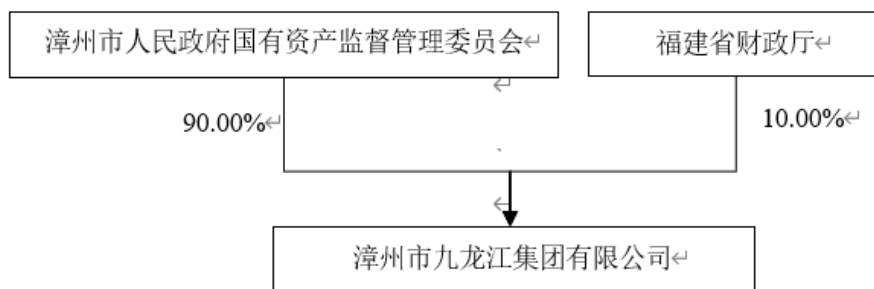 漳州市人民政府国有资产监督管理委员会↵
福建省财政厅↵
↵
90.00%↵
10.00%↵
↵
漳州市九龙江集团有限公司↵